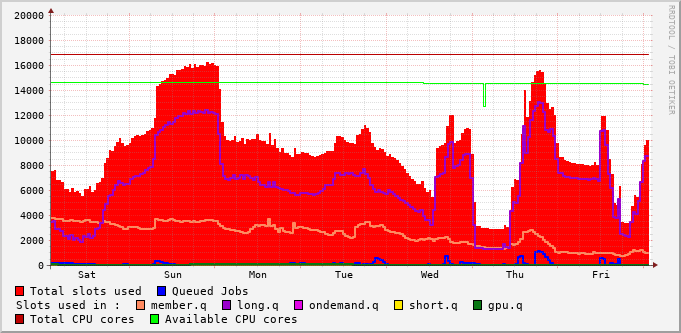 RRDTOOL / TOBI OETIKER
20000
18000
16000
14000
12000
10000
8000
6000
4000
2000
0
Sat Sun Mon Tue Wed Thu Fri
Total slots used Queued Jobs
Slots used in : member.q long.q ondemand.q short.q gpu.q
Total CPU cores Available CPU cores